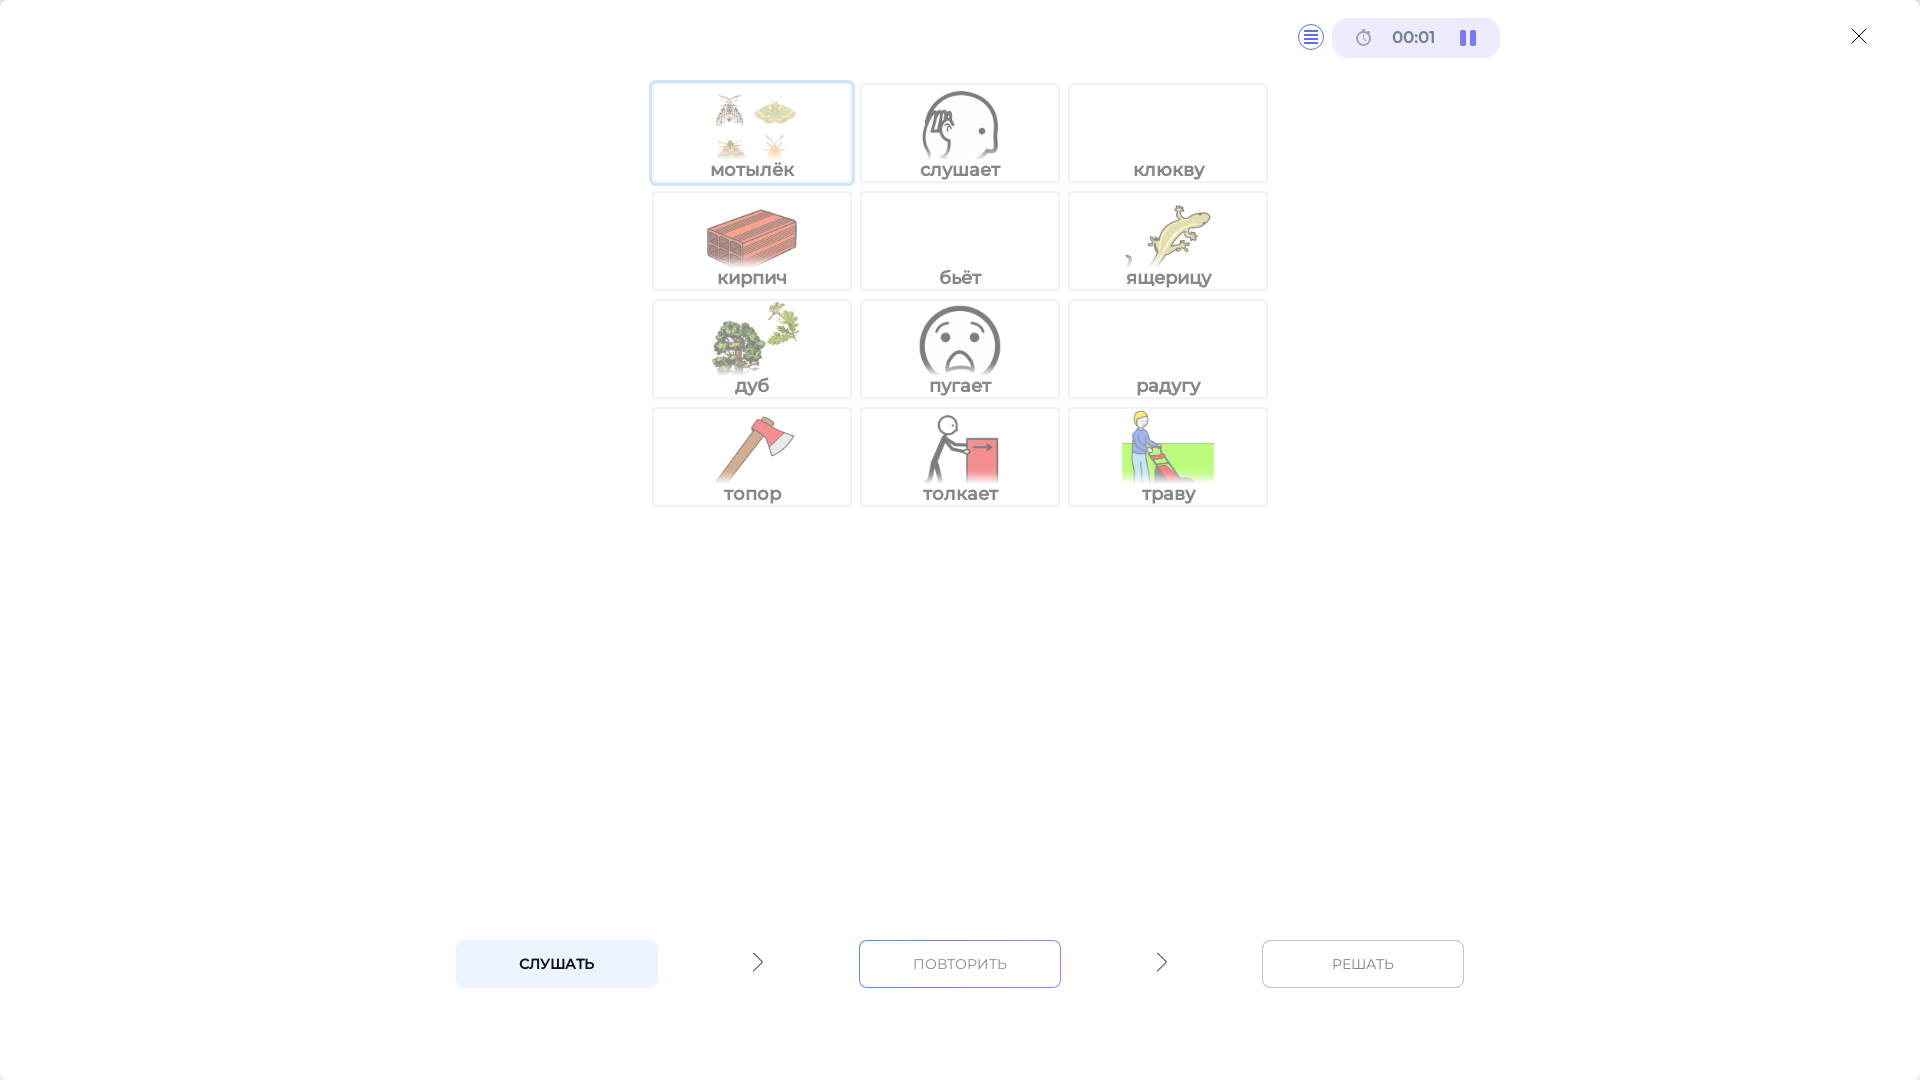 00:01
мотылёк
слушает
клюкву
кирпич
бьёт
ящерицу
дуб
пугает
радугу
топор
толкает
траву
СЛУШАТЬ
ПОВТОРИТЬ
РЕШАТЬ